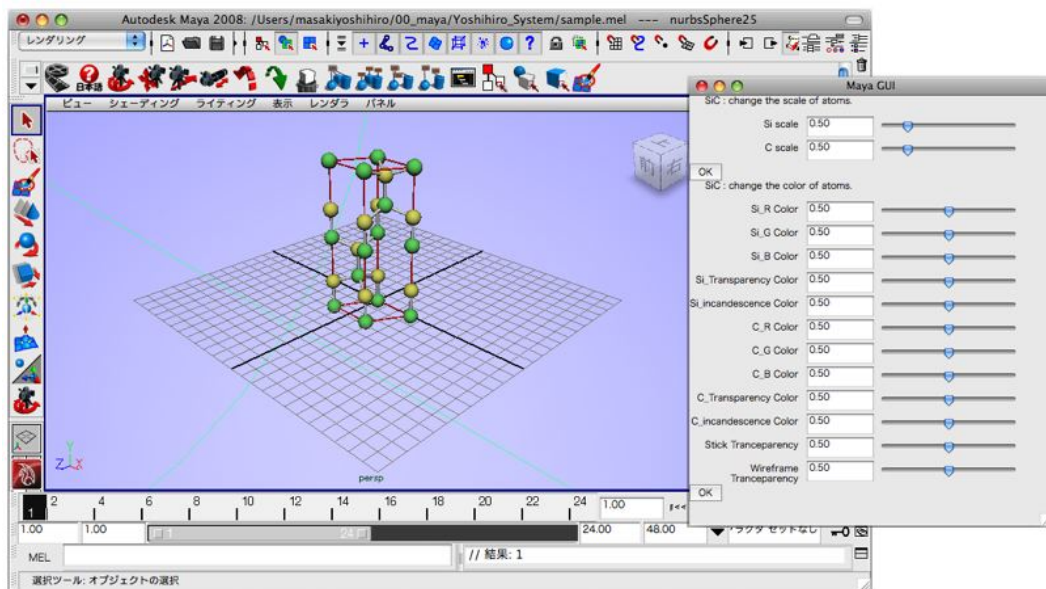 Autodesk Maya 2008: /Users/masakiyoshihiro/00_maya/Yoshihiro_System/sample.mel --- nurbsSphere25
レンダリング
日本語
ビュー シェーディング ライティング 表示 レンダラ パネル
上
前 右
Y
Z X
persp
1 2 4 6 8 10 12 14 16 18 20 22 24 1.00
1.00 1.00 1 24 24.00 48.00
MEL // 結果: 1
選択ツール: オブジェクトの選択
Maya GUI
SiC : change the scale of atoms.
Si scale 0.50
C scale 0.50
OK
SiC : change the color of atoms.
Si_R Color 0.50
Si_G Color 0.50
Si_B Color 0.50
Si_Transparency Color 0.50
Si_incandescence Color 0.50
C_R Color 0.50
C_G Color 0.50
C_B Color 0.50
C_Transparency Color 0.50
C_incandescence Color 0.50
Stick Tranceparency 0.50
Wireframe 0.50
Tranceparency
OK